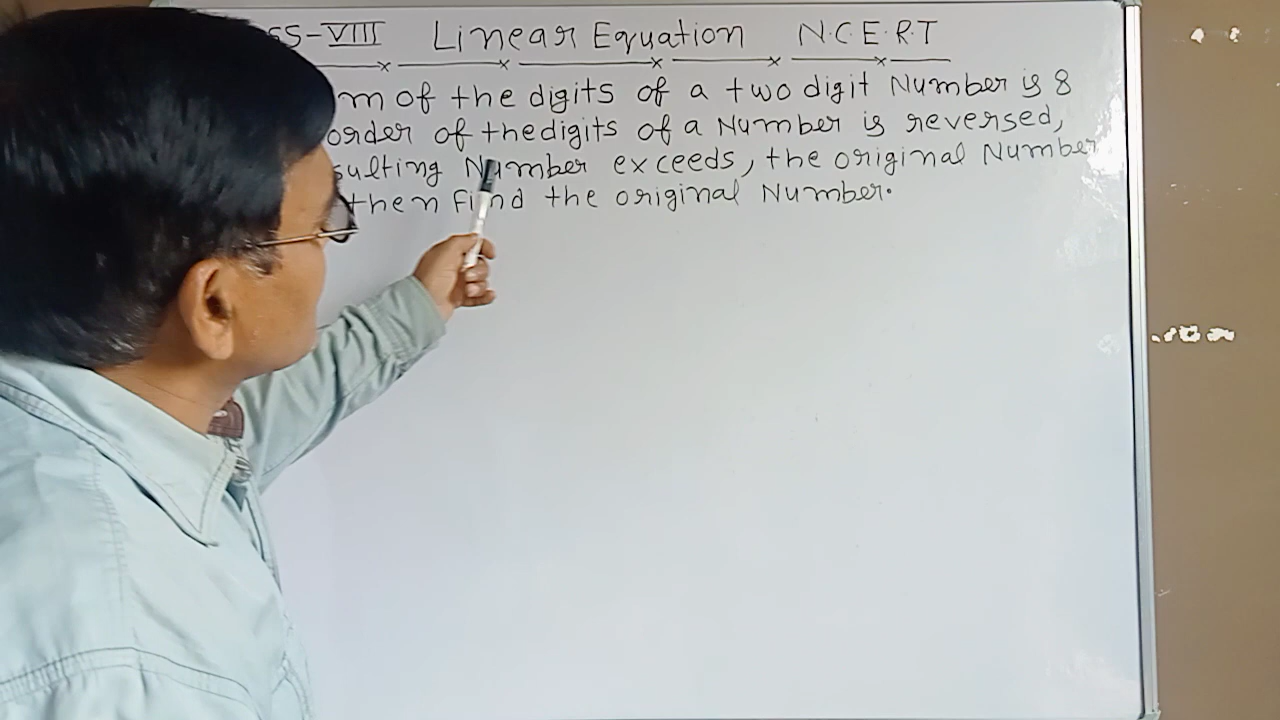 SS-VIII Linear Equation N.C.E.R.T
m of the digits of a two digit Number is 8
order of the digits of a Number is reversed,
sulting Number exceeds, the original Number
then find the original Number.